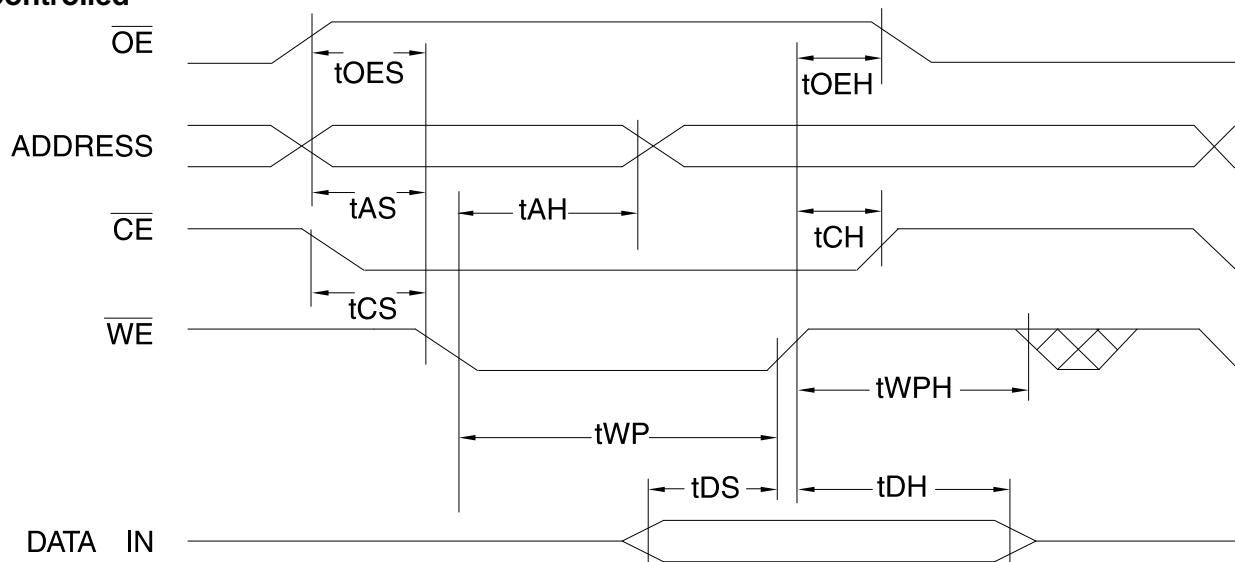 controlled
OE
tOES
tOEH
ADDRESS
tAS
tAH
CE
tCH
tCS
WE
tWPH
tWP
tDS
tDH
DATA IN